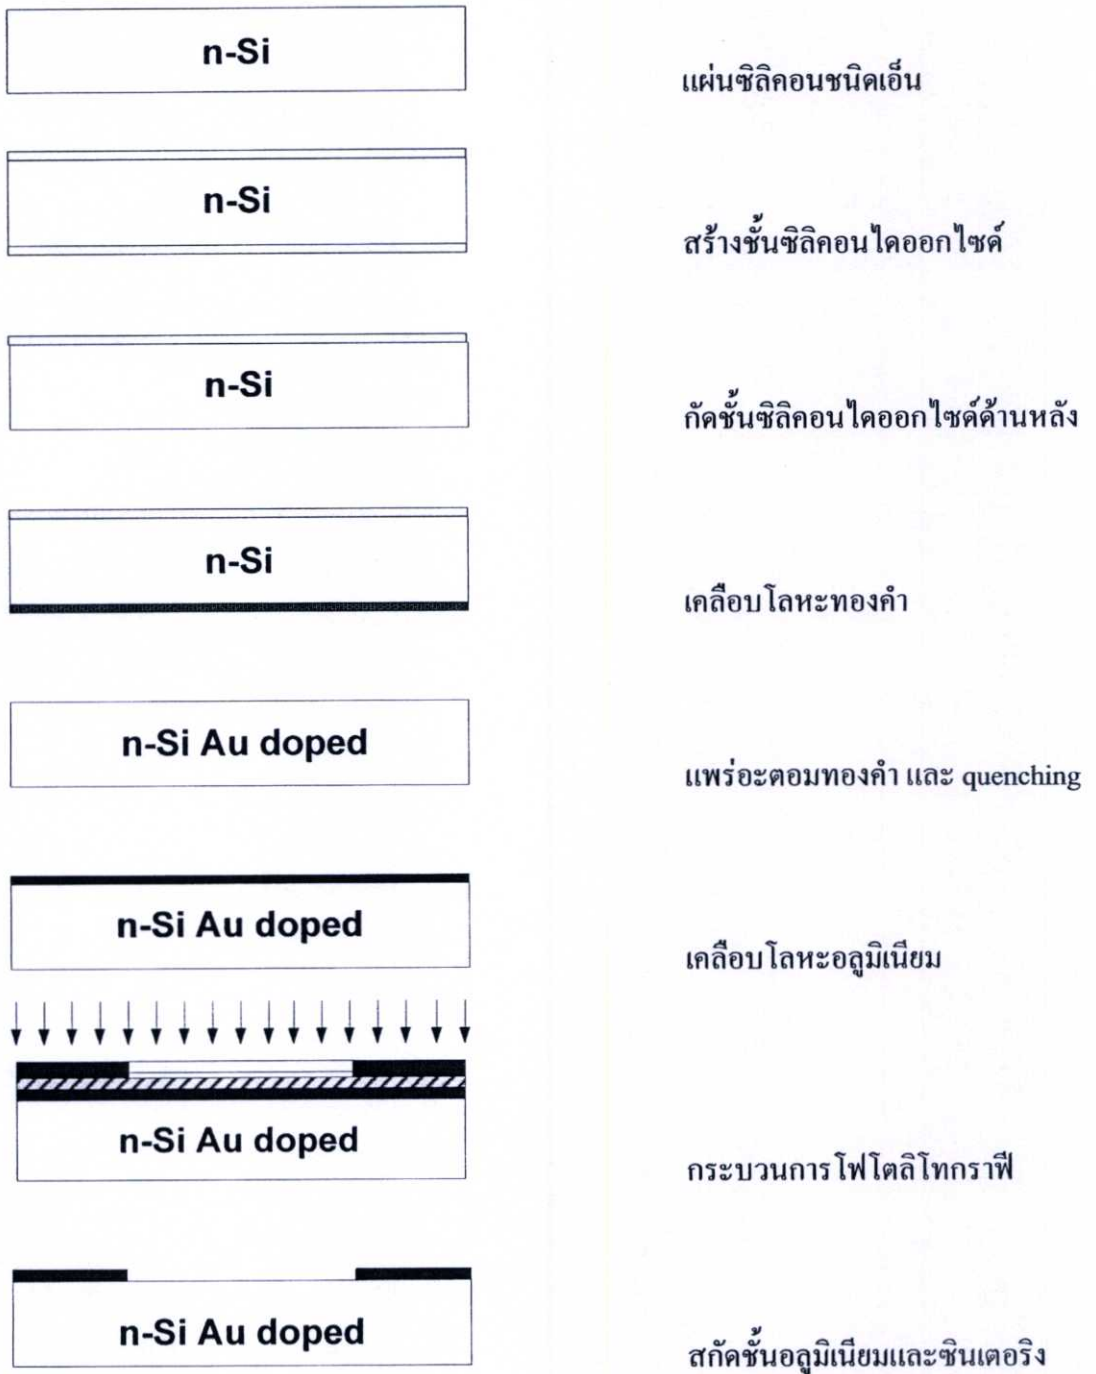 n-Si
แผ่นซิลิคอนชนิดเอ็น
n-Si
สร้างชั้นซิลิคอนไดออกไซด์
n-Si
กัดชั้นซิลิคอนไดออกไซด์ด้านหลัง
n-Si
เคลือบโลหะทองคำ
n-Si Au doped
แพร่อะตอมทองคำ และ quenching
n-Si Au doped
เคลือบโลหะอลูมิเนียม
n-Si Au doped
กระบวนการโฟโตลิโทกราฟี
n-Si Au doped
สกัดชั้นอลูมิเนียมและซินเตอริง